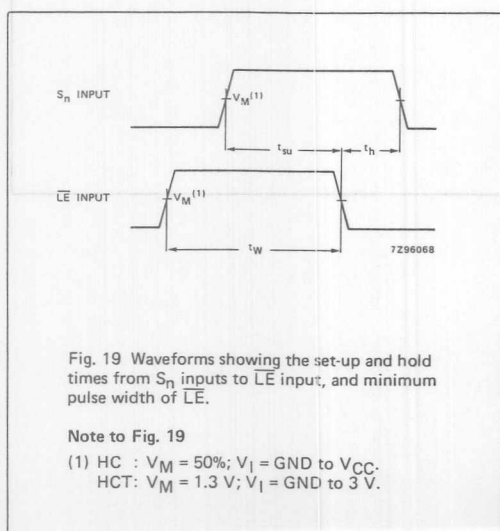 Sn INPUT
VM(1)
tsu
th
LE INPUT
VM(1)
tW
7Z96068
Fig. 19 Waveforms showing the set-up and hold
times from Sn inputs to LE input, and minimum
pulse width of LE.
Note to Fig. 19
(1) HC : VM = 50%; VI = GND to VCC.
HCT: VM = 1.3 V; VI = GND to 3 V.